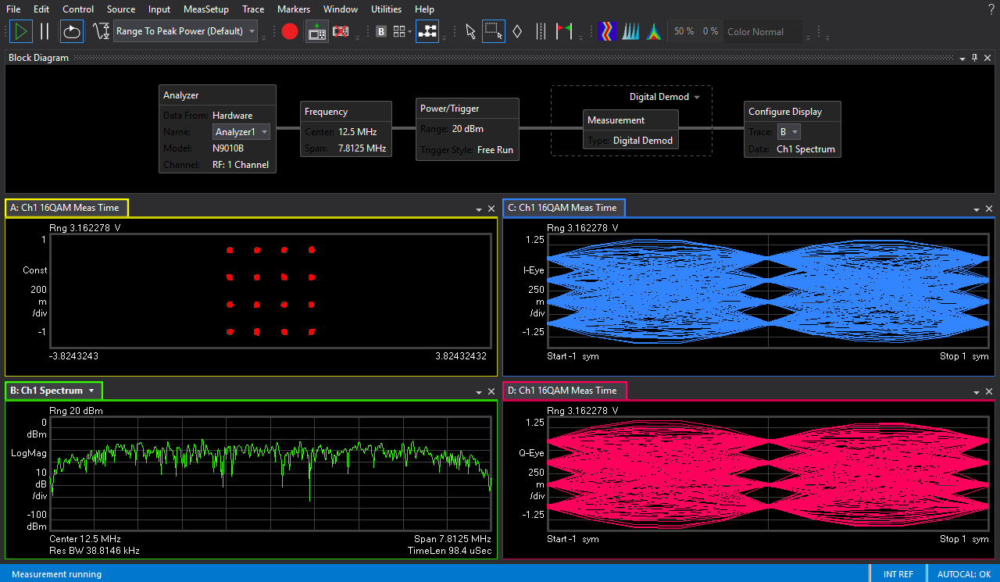 File Edit Control Source Input MeasSetup Trace Markers Window Utilities Help ?
Range To Peak Power (Default) B 50 % 0 % Color Normal
Block Diagram
Analyzer
Data From: Hardware
Name: Analyzer1
Model: N9010B
Channel: RF: 1 Channel
Frequency
Center: 12.5 MHz
Span: 7.8125 MHz
Power/Trigger
Range: 20 dBm
Trigger Style: Free Run
Digital Demod
Measurement
Type: Digital Demod
Configure Display
Trace: B
Data: Ch1 Spectrum
A: Ch1 16QAM Meas Time
Rng 3.162278 V
1
Const
200
m
/div
-1
-3.8243243 3.82432432
C: Ch1 16QAM Meas Time
Rng 3.162278 V
1.25
I-Eye
250
m
/div
-1.25
Start -1 sym Stop 1 sym
B: Ch1 Spectrum
Rng 20 dBm
0
dBm
LogMag
10
dB
/div
-100
dBm
Center 12.5 MHz Span 7.8125 MHz
Res BW 38.8146 kHz TimeLen 98.4 uSec
D: Ch1 16QAM Meas Time
Rng 3.162278 V
1.25
Q-Eye
250
m
/div
-1.25
Start -1 sym Stop 1 sym
Measurement running INT REF AUTOCAL: OK